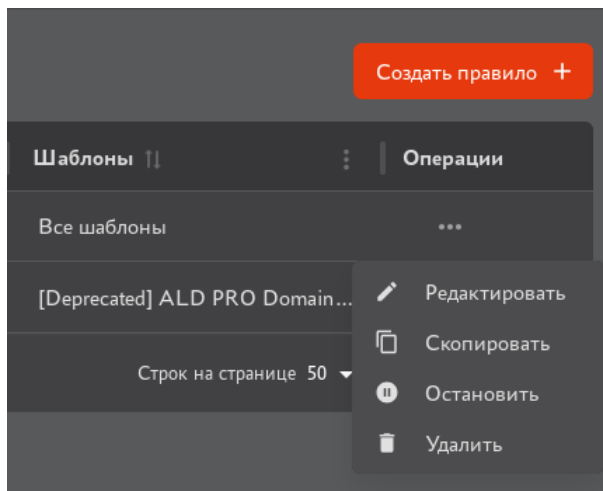 Создать правило +
Шаблоны
Операции
Все шаблоны
[Deprecated] ALD PRO Domain...
Редактировать
Скопировать
Строк на странице 50
Остановить
Удалить